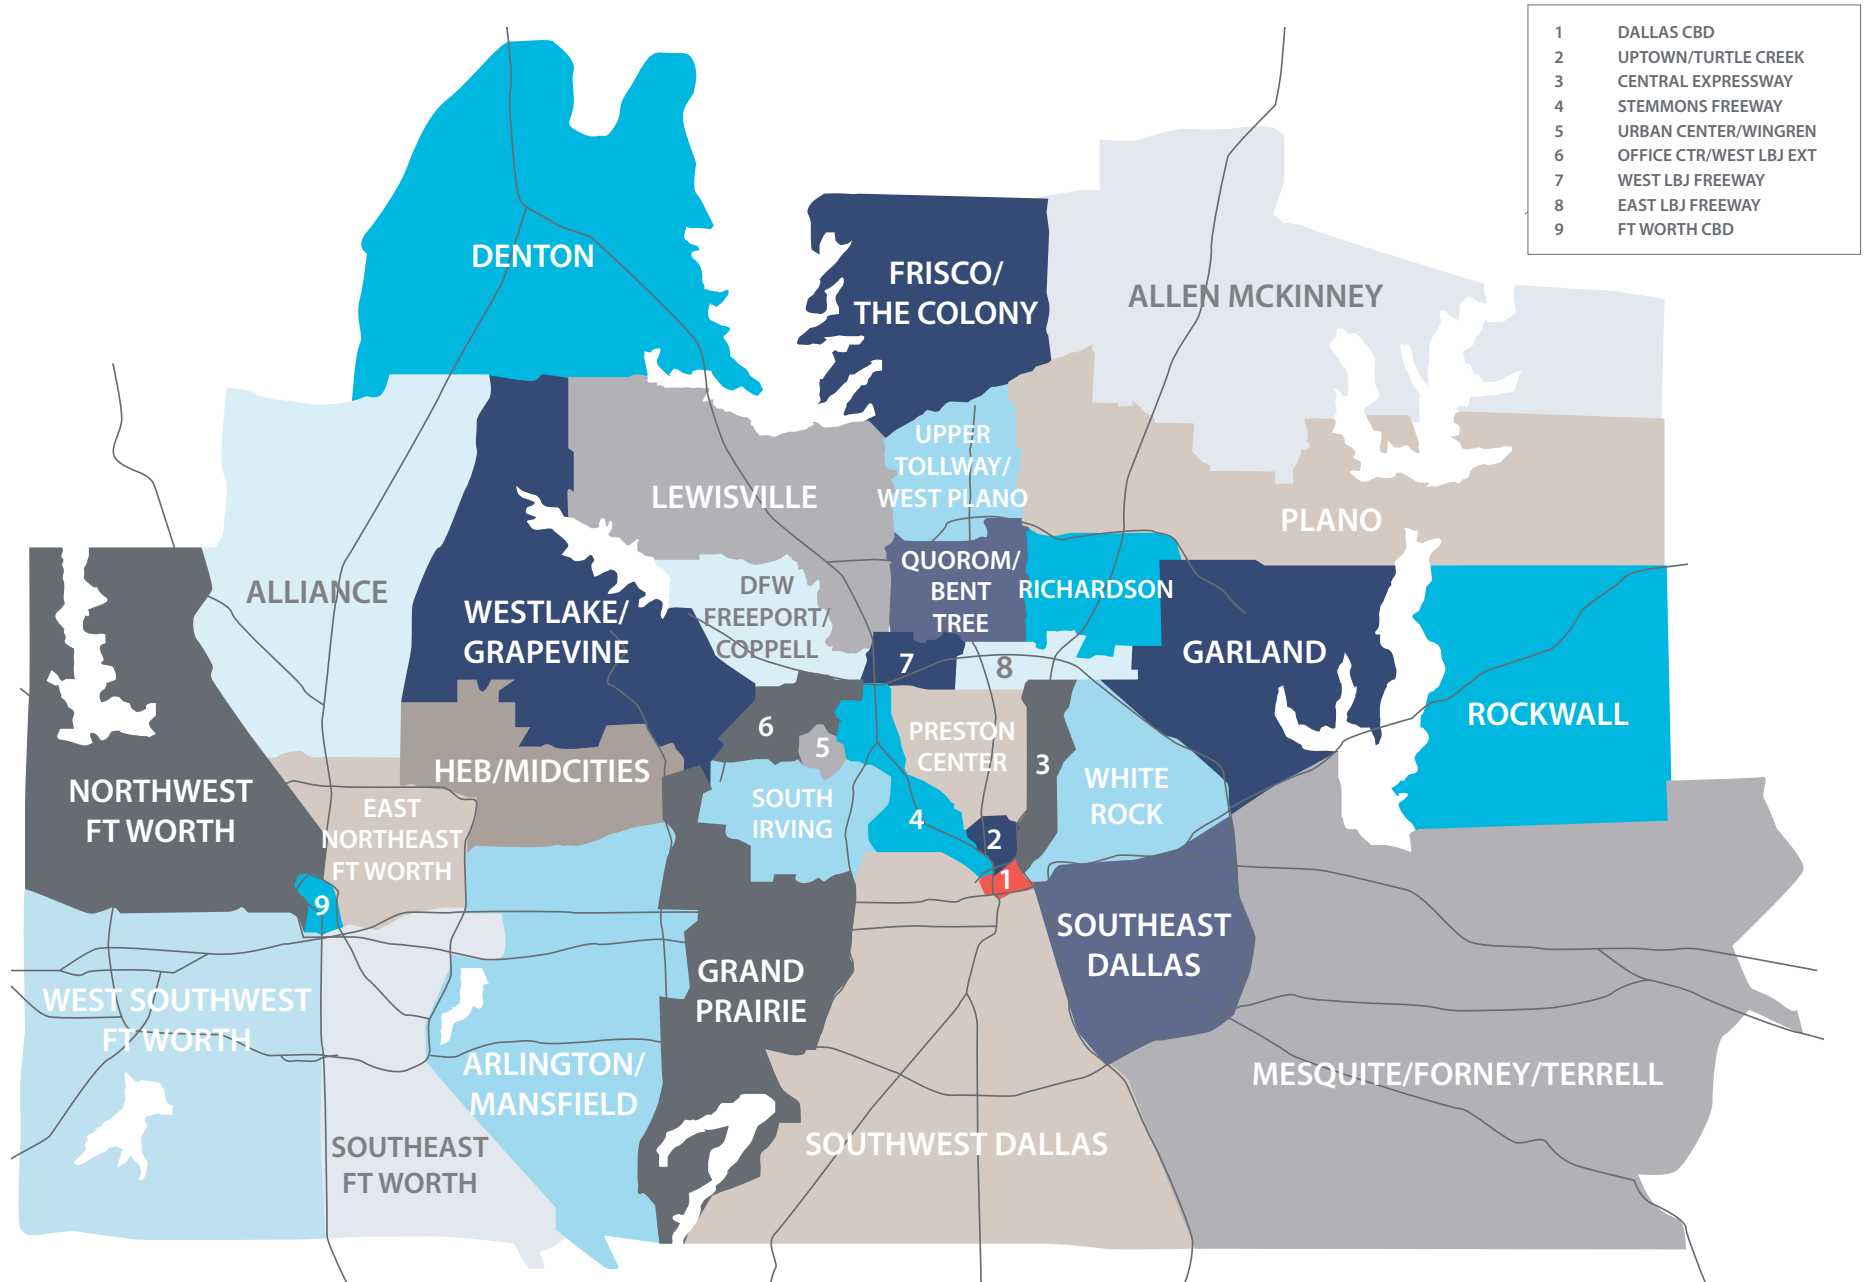 1 DALLAS CBD
2 UPTOWN/TURTLE CREEK
3 CENTRAL EXPRESSWAY
4 STEMMONS FREEWAY
5 URBAN CENTER/WINGREN
6 OFFICE CTR/WEST LBJ EXT
7 WEST LBJ FREEWAY
8 EAST LBJ FREEWAY
9 FT WORTH CBD
DENTON
FRISCO/
THE COLONY
ALLEN MCKINNEY
UPPER
TOLLWAY/
WEST PLANO
LEWISVILLE
PLANO
ALLIANCE
WESTLAKE/
GRAPEVINE
DFW
FREEPORT/
COPPELL
QUOROM/
BENT
TREE
RICHARDSON
GARLAND
7
8
ROCKWALL
6
5
PRESTON
CENTER
3
HEB/MIDCITIES
NORTHWEST
FT WORTH
EAST
NORTHEAST
FT WORTH
SOUTH
IRVING
WHITE
ROCK
4
2
1
9
SOUTHEAST
DALLAS
GRAND
PRAIRIE
WEST SOUTHWEST
FT WORTH
ARLINGTON/
MANSFIELD
MESQUITE/FORNEY/TERRELL
SOUTHEAST
FT WORTH
SOUTHWEST DALLAS